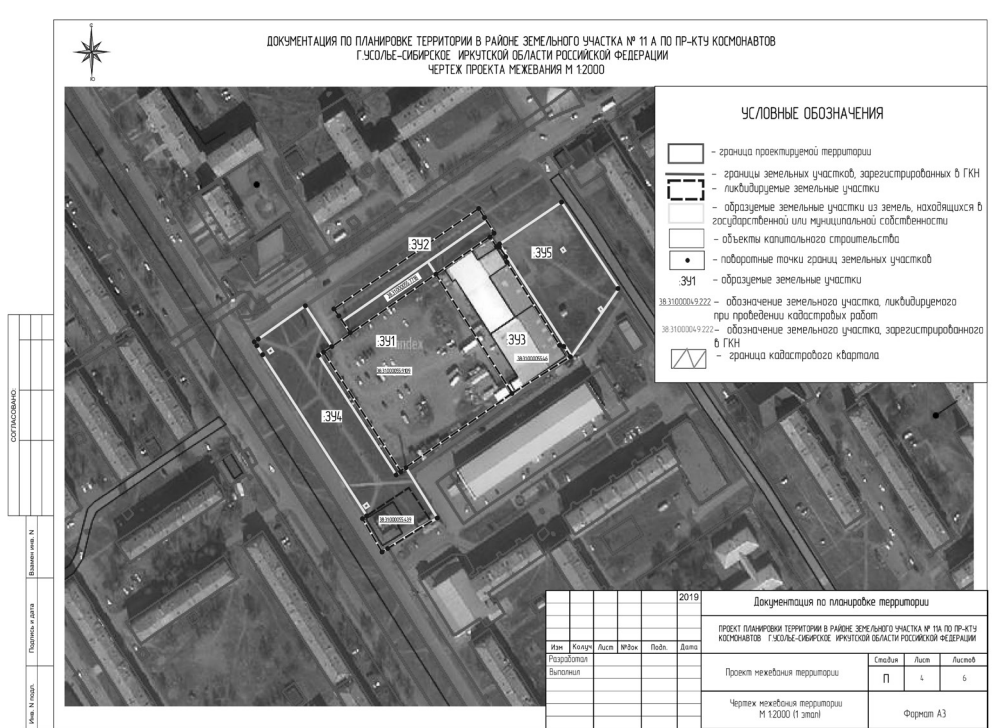 С
Ю
ДОКУМЕНТАЦИЯ ПО ПЛАНИРОВКЕ ТЕРРИТОРИИ В РАЙОНЕ ЗЕМЕЛЬНОГО УЧАСТКА № 11 А ПО ПР-КТУ КОСМОНАВТОВ
Г.УСОЛЬЕ-СИБИРСКОЕ ИРКУТСКОЙ ОБЛАСТИ РОССИЙСКОЙ ФЕДЕРАЦИИ
ЧЕРТЕЖ ПРОЕКТА МЕЖЕВАНИЯ М 1:2000
УСЛОВНЫЕ ОБОЗНАЧЕНИЯ
- граница проектируемой территории
- границы земельных участков, зарегистрированных в ГКН
- ликвидируемые земельные участки
- образуемые земельные участки из земель, находящихся в
государственной или муниципальной собственности
- объекты капитального строительства
- поворотные точки границ земельных участков
:ЗУ1 - образуемые земельные участки
38:31:000049:222 - обозначение земельного участка, ликвидируемого
при проведении кадастровых работ
38:31:000049:222 - обозначение земельного участка, зарегистрированного
в ГКН
- граница кадастрового квартала
:ЗУ2
:ЗУ5
:ЗУ1
:ЗУ3
:ЗУ4
СОГЛАСОВАНО:
Взамен инв. N
Подпись и дата
Инв. N подл.
2019
Изм Колуч Лист №док Подп. Дата
Разработал
Выполнил
Документация по планировке территории
ПРОЕКТ ПЛАНИРОВКИ ТЕРРИТОРИИ В РАЙОНЕ ЗЕМЕЛЬНОГО УЧАСТКА № 11А ПО ПР-КТУ
КОСМОНАВТОВ Г.УСОЛЬЕ-СИБИРСКОЕ ИРКУТСКОЙ ОБЛАСТИ РОССИЙСКОЙ ФЕДЕРАЦИИ
Проект межевания территории
Стадия Лист Листов
П 4 6
Чертеж межевания территории
М 1:2000 (1 этап)
Формат А3